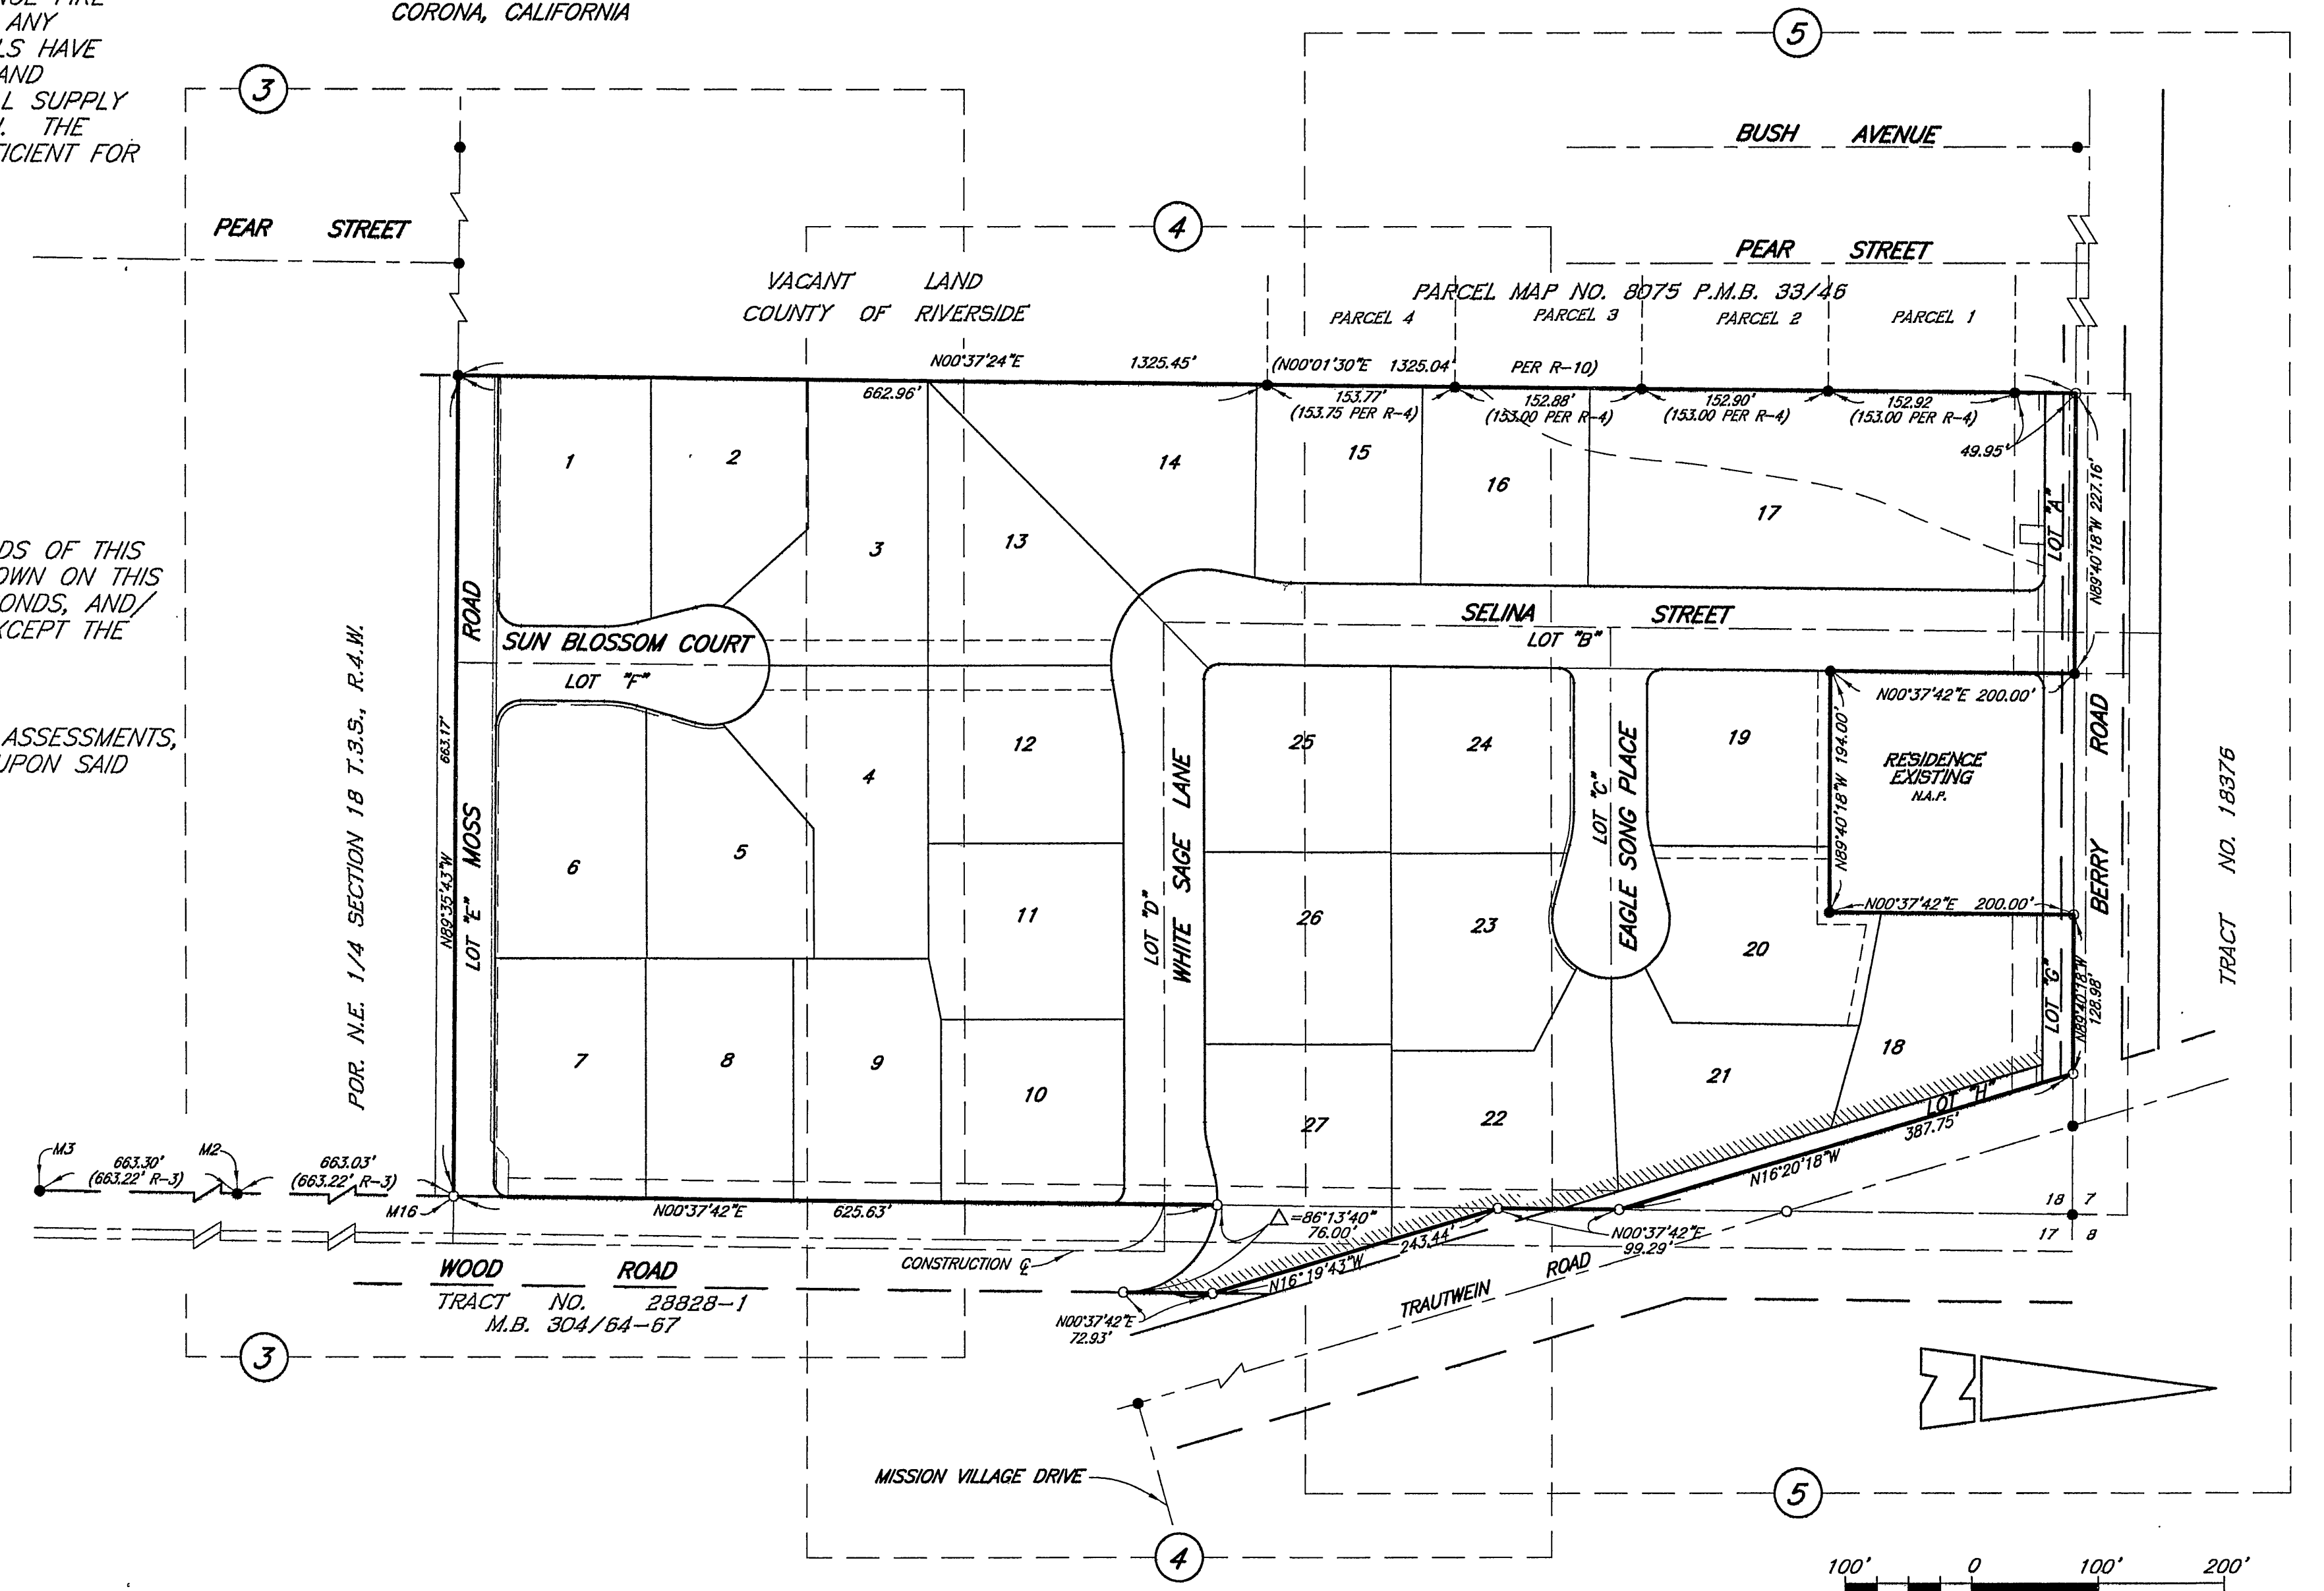 NCE FIRE
ANY
LS HAVE
AND
L SUPPLY
THE
FICIENT FOR
CORONA, CALIFORNIA
3
5
BUSH AVENUE
PEAR STREET
4
PEAR STREET
VACANT LAND
COUNTY OF RIVERSIDE
PARCEL MAP NO. 8075 P.M.B. 33/46
PARCEL 4
PARCEL 3
PARCEL 2
PARCEL 1
N00°37'24"E
1325.45'
(N00°01'30"E 1325.04'
PER R-10)
662.96'
153.77'
(153.75 PER R-4)
152.88'
(153.00 PER R-4)
152.90'
(153.00 PER R-4)
152.92
(153.00 PER R-4)
49.95'
1
2
3
13
14
15
16
17
LOT "A"
N89°40'18"W 227.16'
DS OF THIS
OWN ON THIS
ONDS, AND/
XCEPT THE
ASSESSMENTS,
UPON SAID
POR. N.E. 1/4 SECTION 18 T.3.S., R.4.W.
663.17'
N89°35'43"W
LOT "E" MOSS ROAD
SUN BLOSSOM COURT
LOT "F"
SELINA STREET
LOT "B"
N00°37'42"E 200.00'
N89°40'18"W 194.00'
RESIDENCE
EXISTING
N.A.P.
N00°37'42"E 200.00'
BERRY ROAD
TRACT NO. 18376
12
25
24
19
4
5
6
11
26
23
20
LOT "D"
WHITE SAGE LANE
LOT "C"
EAGLE SONG PLACE
LOT "G"
N89°40'18"W
128.98'
7
8
9
10
27
22
21
18
LOT "H"
387.75'
N16°20'18"W
M3
663.30'
(663.22' R-3)
M2
663.03'
(663.22' R-3)
M16
N00°37'42"E
625.63'
△=86°13'40"
76.00'
243.44'
N16°19'43"W
N00°37'42"E
99.29'
18
7
17
8
CONSTRUCTION ℄
WOOD ROAD
TRACT NO. 28828-1
M.B. 304/64-67
N00°37'42"E
72.93'
TRAUTWEIN ROAD
3
MISSION VILLAGE DRIVE
N
5
4
100' 0 100' 200'